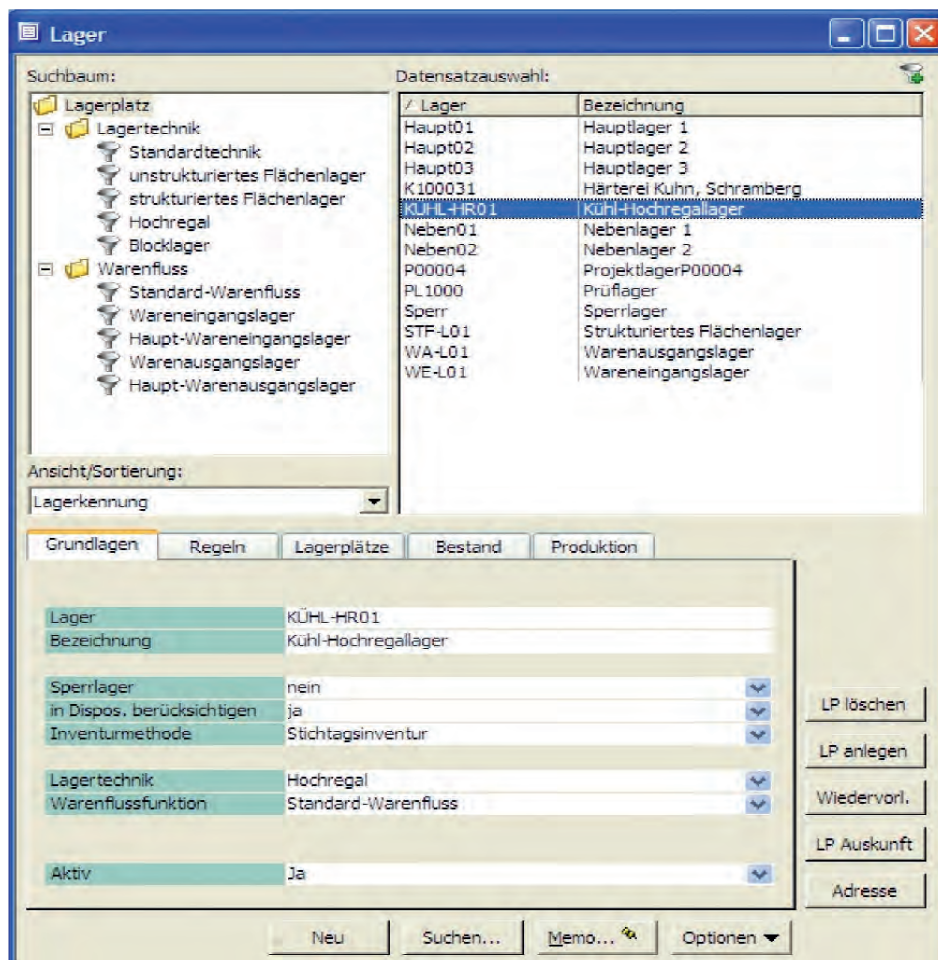 Lager
Suchbaum:
Lagerplatz
Lagertechnik
Standardtechnik
unstrukturiertes Flächenlager
strukturiertes Flächenlager
Hochregal
Blocklager
Warenfluss
Standard-Warenfluss
Wareneingangslager
Haupt-Wareneingangslager
Warenausgangslager
Haupt-Warenausgangslager
Ansicht/Sortierung:
Lagerkennung
Datensatzauswahl:
/ Lager Bezeichnung
Haupt01 Hauptlager 1
Haupt02 Hauptlager 2
Haupt03 Hauptlager 3
K100031 Härterei Kuhn, Schramberg
KÜHL-HR01 Kühl-Hochregallager
Neben01 Nebenlager 1
Neben02 Nebenlager 2
P00004 ProjektlagerP00004
PL1000 Prüflager
Sperr Sperrlager
STF-L01 Strukturiertes Flächenlager
WA-L01 Warenausgangslager
WE-L01 Wareneingangslager
Grundlagen Regeln Lagerplätze Bestand Produktion
Lager KÜHL-HR01
Bezeichnung Kühl-Hochregallager
Sperrlager nein
in Dispos. berücksichtigen ja
Inventurmethode Stichtagsinventur
Lagertechnik Hochregal
Warenflussfunktion Standard-Warenfluss
Aktiv Ja
LP löschen
LP anlegen
Wiedervorl.
LP Auskunft
Adresse
Neu Suchen... Memo... Optionen